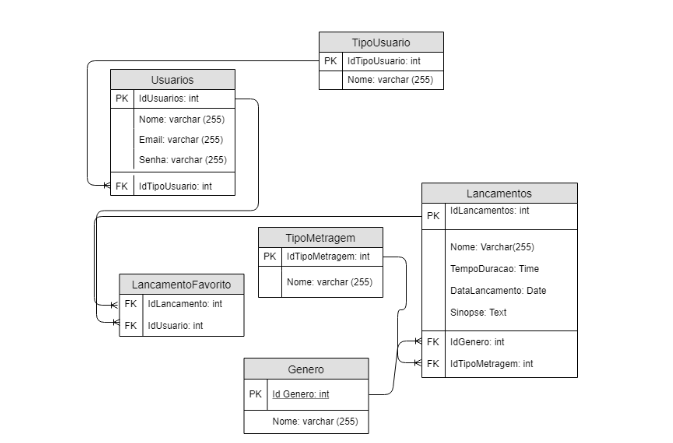 TipoUsuario
PK IdTipoUsuario: int
Nome: varchar (255)
Usuarios
PK IdUsuarios: int
Nome: varchar (255)
Email: varchar (255)
Senha: varchar (255)
FK IdTipoUsuario: int
Lancamentos
PK IdLancamentos: int
Nome: Varchar(255)
TempoDuracao: Time
DataLancamento: Date
Sinopse: Text
FK IdGenero: int
FK IdTipoMetragem: int
TipoMetragem
PK IdTipoMetragem: int
Nome: varchar (255)
LancamentoFavorito
FK IdLancamento: int
FK IdUsuario: int
Genero
PK Id Genero: int
Nome: varchar (255)